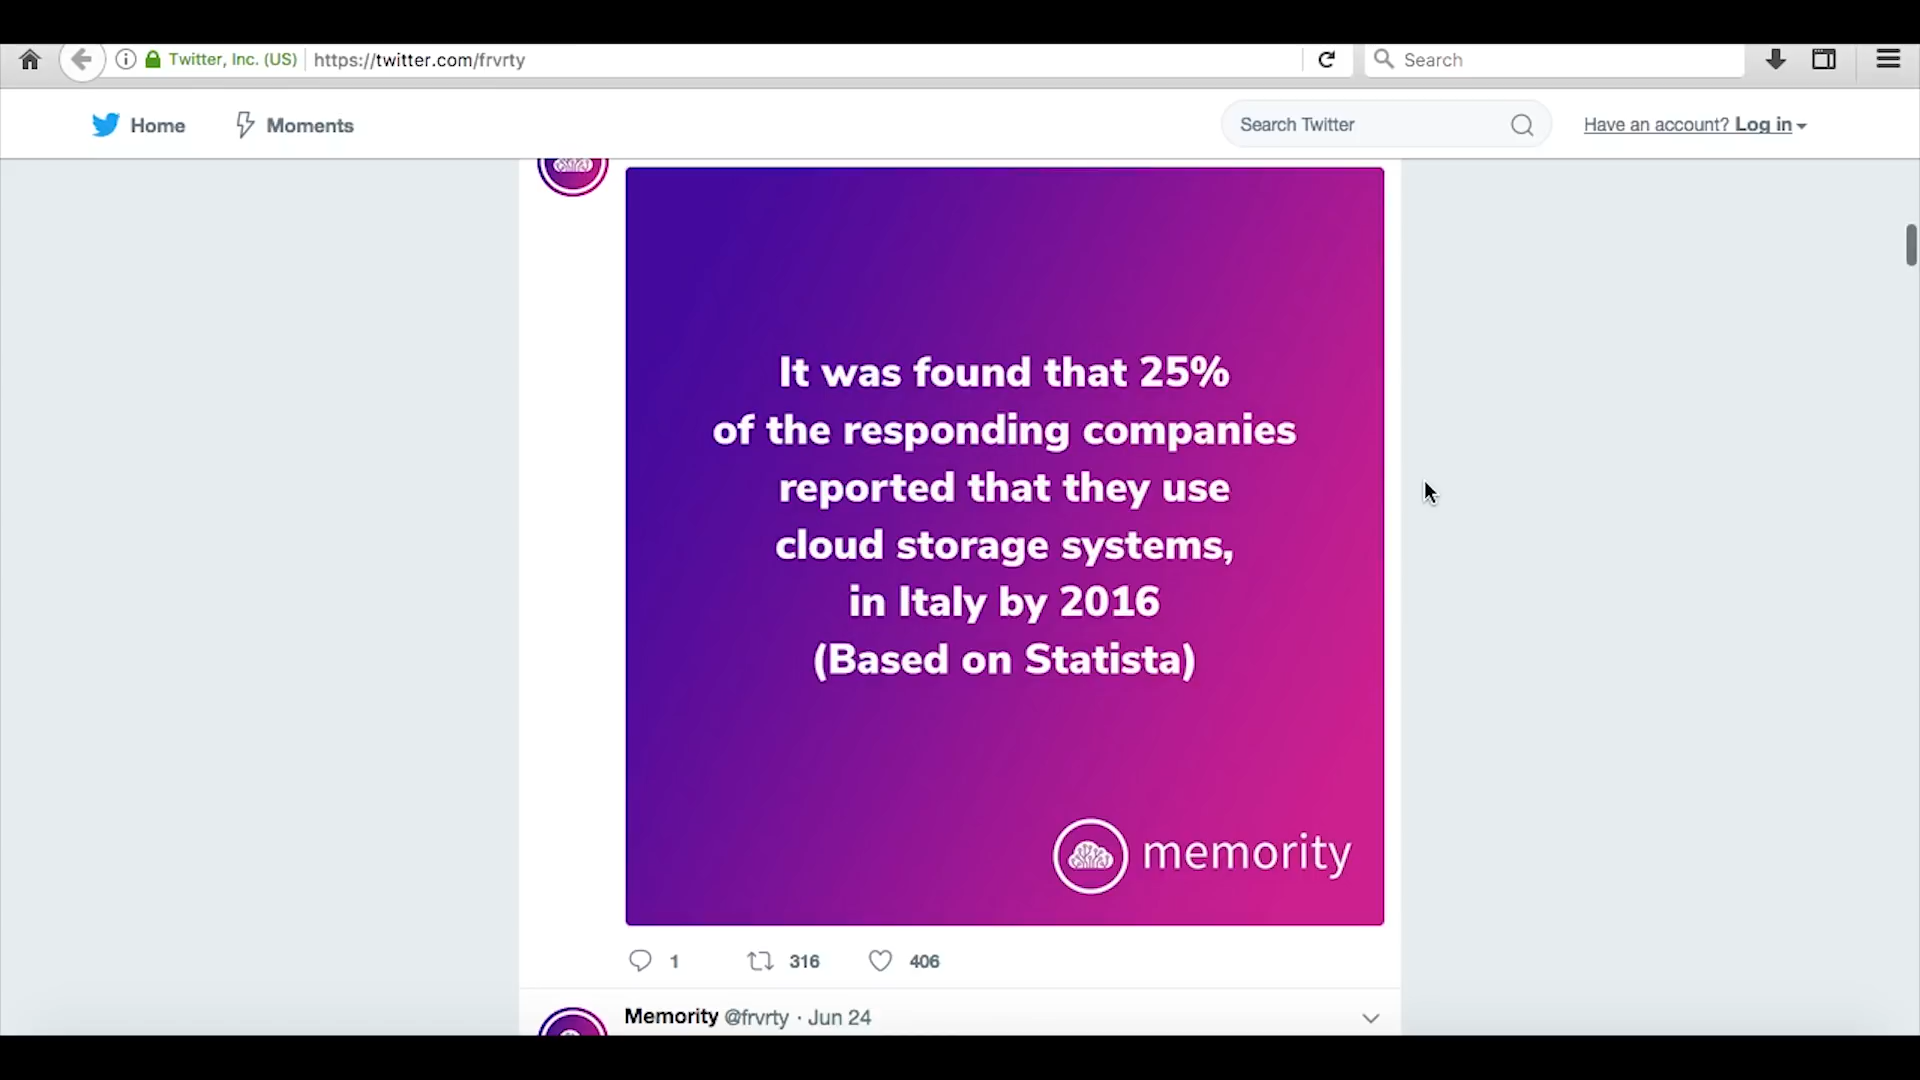 Twitter, Inc. (US) https://twitter.com/frvrty Search
Home Moments Search Twitter Have an account? Log in
It was found that 25%
of the responding companies
reported that they use
cloud storage systems,
in Italy by 2016
(Based on Statista)
memority
1 316 406
Memority @frvrty · Jun 24